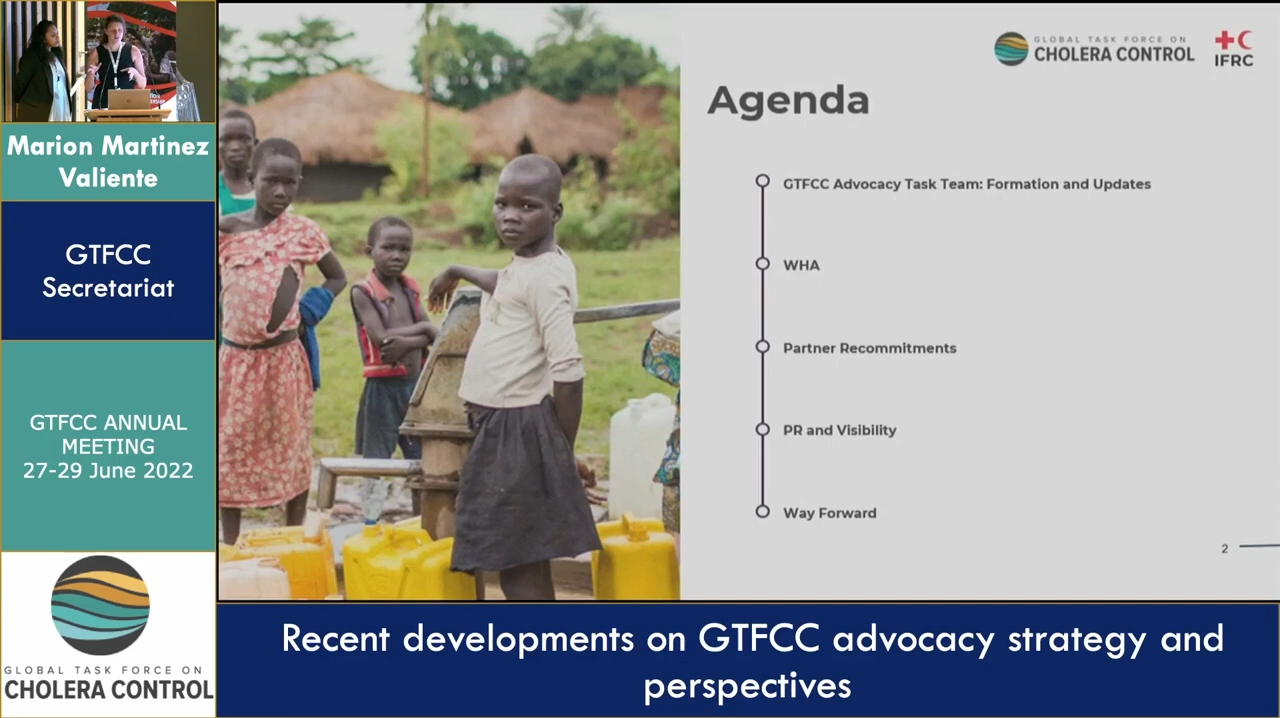 Marion Martinez
Valiente
GTFCC
Secretariat
GTFCC ANNUAL
MEETING
27-29 June 2022
GLOBAL TASK FORCE ON
CHOLERA CONTROL
GLOBAL TASK FORCE ON
CHOLERA CONTROL
IFRC
Agenda
GTFCC Advocacy Task Team: Formation and Updates
WHA
Partner Recommitments
PR and Visibility
Way Forward
2
Recent developments on GTFCC advocacy strategy and
perspectives